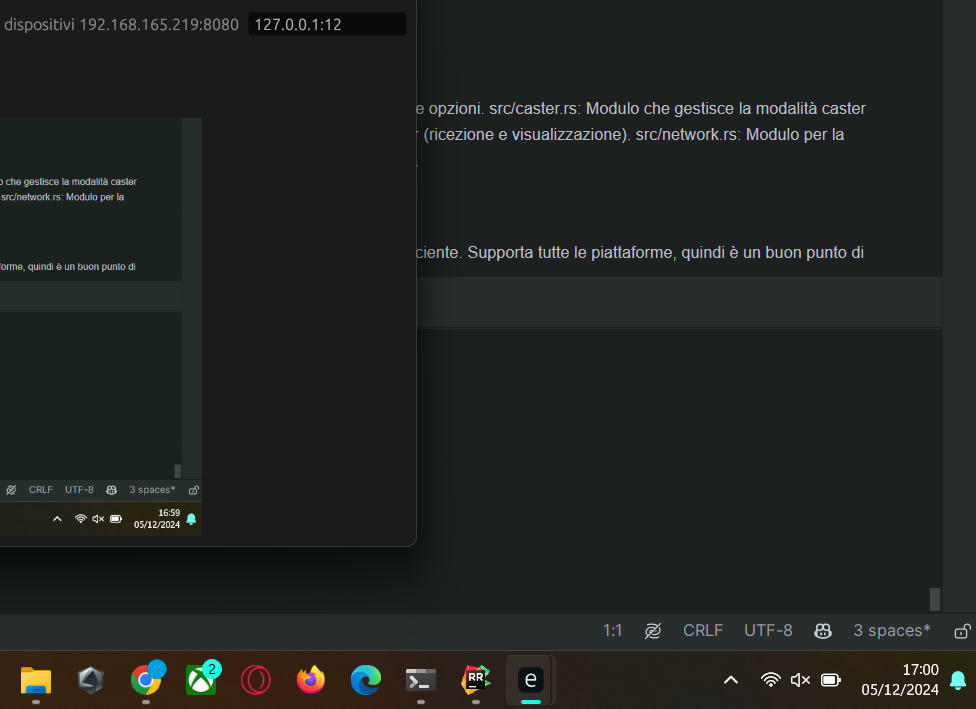 dispositivi 192.168.165.219:8080 127.0.0.1:12
e opzioni. src/caster.rs: Modulo che gestisce la modalità caster
(ricezione e visualizzazione). src/network.rs: Modulo per la
che gestisce la modalità caster
src/network.rs: Modulo per la
ciente. Supporta tutte le piattaforme, quindi è un buon punto di
orme, quindi è un buon punto di
CRLF UTF-8 3 spaces*
16:59
05/12/2024
1:1 CRLF UTF-8 3 spaces*
2
RR
e
17:00
05/12/2024